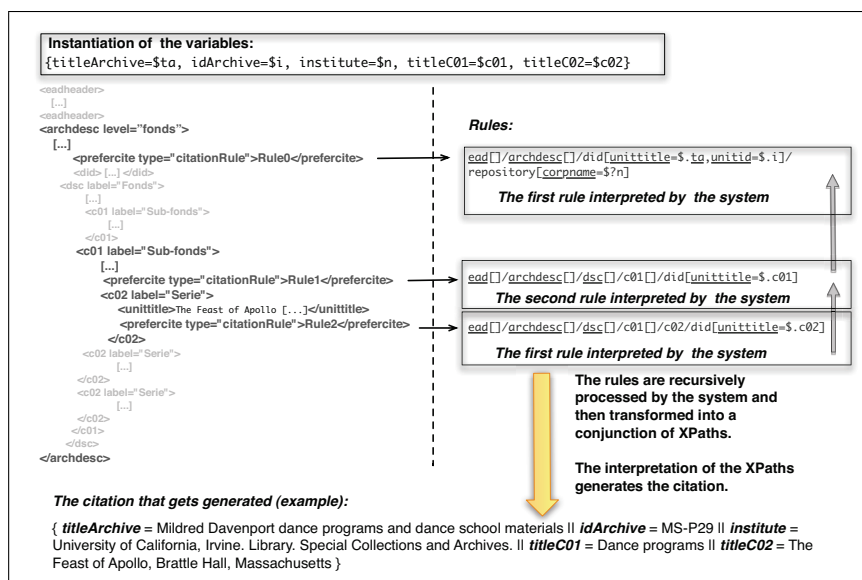 Instantiation of the variables:
{titleArchive=$ta, idArchive=$i, institute=$n, titleC01=$c01, titleC02=$c02}
<eadheader>
[...]
<eadheader>
<archdesc level="fonds">
[...]
<prefercite type="citationRule">Rule0</prefercite>
<did> [...] </did>
<dsc label="Fonds">
[...]
<c01 label="Sub-fonds">
[...]
</c01>
<c01 label="Sub-fonds">
[...]
<prefercite type="citationRule">Rule1</prefercite>
<c02 label="Serie">
<unittitle>The Feast of Apollo [...]</unittitle>
<prefercite type="citationRule">Rule2</prefercite>
</c02>
<c02 label="Serie">
[...]
</c02>
<c02 label="Serie">
[...]
</c02>
</c01>
</dsc>
</archdesc>
Rules:
ead[]/archdesc[]/did[unittitle=$.ta,unitid=$.i]/
repository[corpname=$?n]
The first rule interpreted by the system
ead[]/archdesc[]/dsc[]/c01[]/did[unittitle=$.c01]
The second rule interpreted by the system
ead[]/archdesc[]/dsc[]/c01[]/c02/did[unittitle=$.c02]
The first rule interpreted by the system
The rules are recursively
processed by the system and
then transformed into a
conjunction of XPaths.
The interpretation of the XPaths
generates the citation.
The citation that gets generated (example):
{ titleArchive = Mildred Davenport dance programs and dance school materials || idArchive = MS-P29 || institute =
University of California, Irvine. Library. Special Collections and Archives. || titleC01 = Dance programs || titleC02 = The
Feast of Apollo, Brattle Hall, Massachusetts }